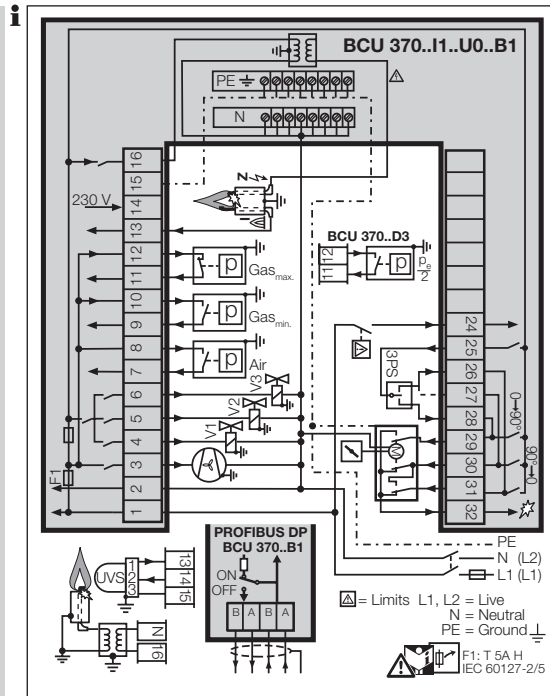 i
BCU 370..I1..U0..B1
PE
N
16
15
14
13
12
11
10
9
8
7
6
5
4
3
2
1
230 V
F1
Z
I
p
Gas max.
p
Gas min.
p
Air
V3
V2
V1
BCU 370..D3
12
11
p
pe
2
24
25
26
27
28
29
30
31
32
3PS
M
0→90°
90°→0
PE
N (L2)
L1 (L1)
PROFIBUS DP
BCU 370..B1
ON
OFF
B A B A
UVS
1
2
3
13
14
15
N
16
= Limits L1, L2 = Live
N = Neutral
PE = Ground
F1: T 5A H
IEC 60127-2/5